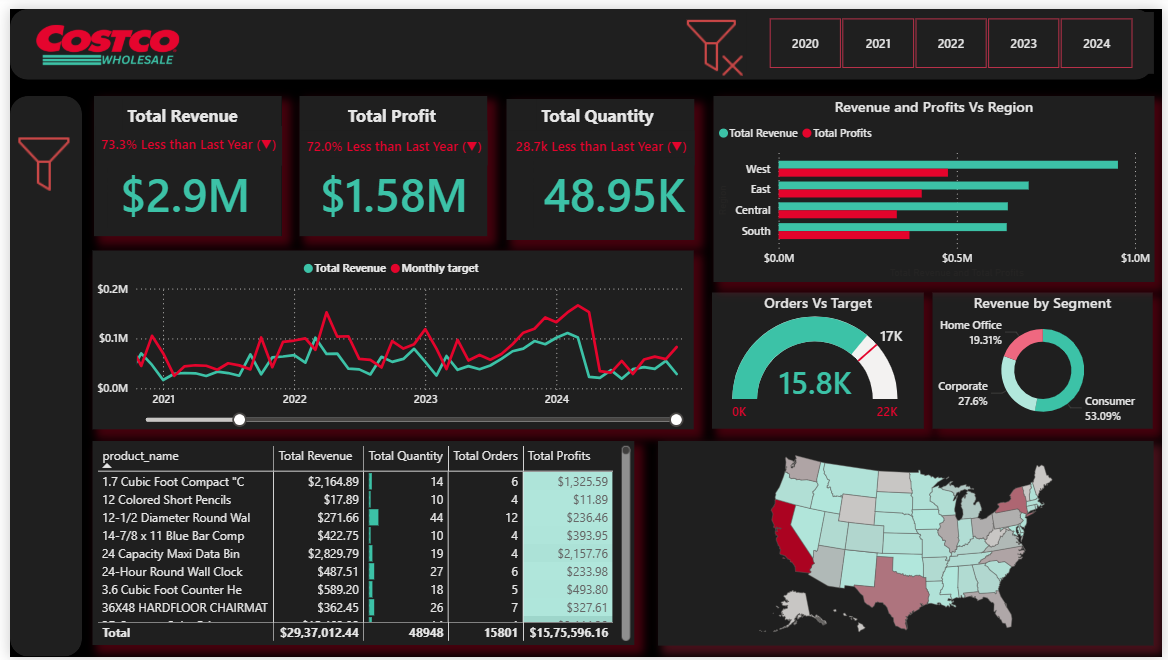 COSTCO
WHOLESALE
2020 2021 2022 2023 2024
Total Revenue
73.3% Less than Last Year (▼)
$2.9M
Total Profit
72.0% Less than Last Year (▼)
$1.58M
Total Quantity
28.7k Less than Last Year (▼)
48.95K
Revenue and Profits Vs Region
Total Revenue Total Profits
West
East
Central
South
$0.0M $0.5M $1.0M
Total Revenue Monthly target
$0.2M
$0.1M
$0.0M
2021 2022 2023 2024
Orders Vs Target
17K
15.8K
0K 22K
Revenue by Segment
Home Office
19.31%
Corporate
27.6%
Consumer
53.09%
product_name Total Revenue Total Quantity Total Orders Total Profits
1.7 Cubic Foot Compact "C $2,164.89 14 6 $1,325.59
12 Colored Short Pencils $17.89 10 4 $11.89
12-1/2 Diameter Round Wal $271.66 44 12 $236.46
14-7/8 x 11 Blue Bar Comp $422.75 10 4 $393.95
24 Capacity Maxi Data Bin $2,829.79 19 4 $2,157.76
24-Hour Round Wall Clock $487.51 27 6 $233.98
3.6 Cubic Foot Counter He $589.20 18 5 $493.80
36X48 HARDFLOOR CHAIRMAT $362.45 26 7 $327.61
Total $29,37,012.44 48948 15801 $15,75,596.16